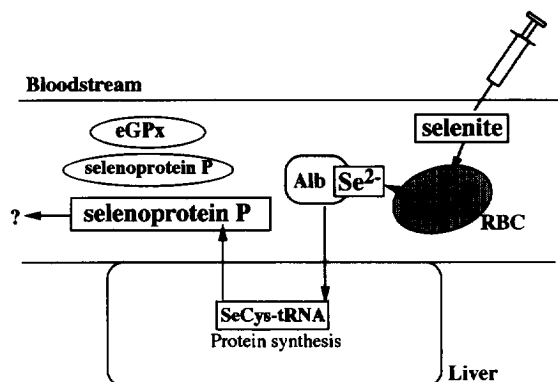 Bloodstream
selenite
eGPx
selenoprotein P
Alb Se²⁻
selenoprotein P
?
RBC
SeCys-tRNA
Protein synthesis
Liver